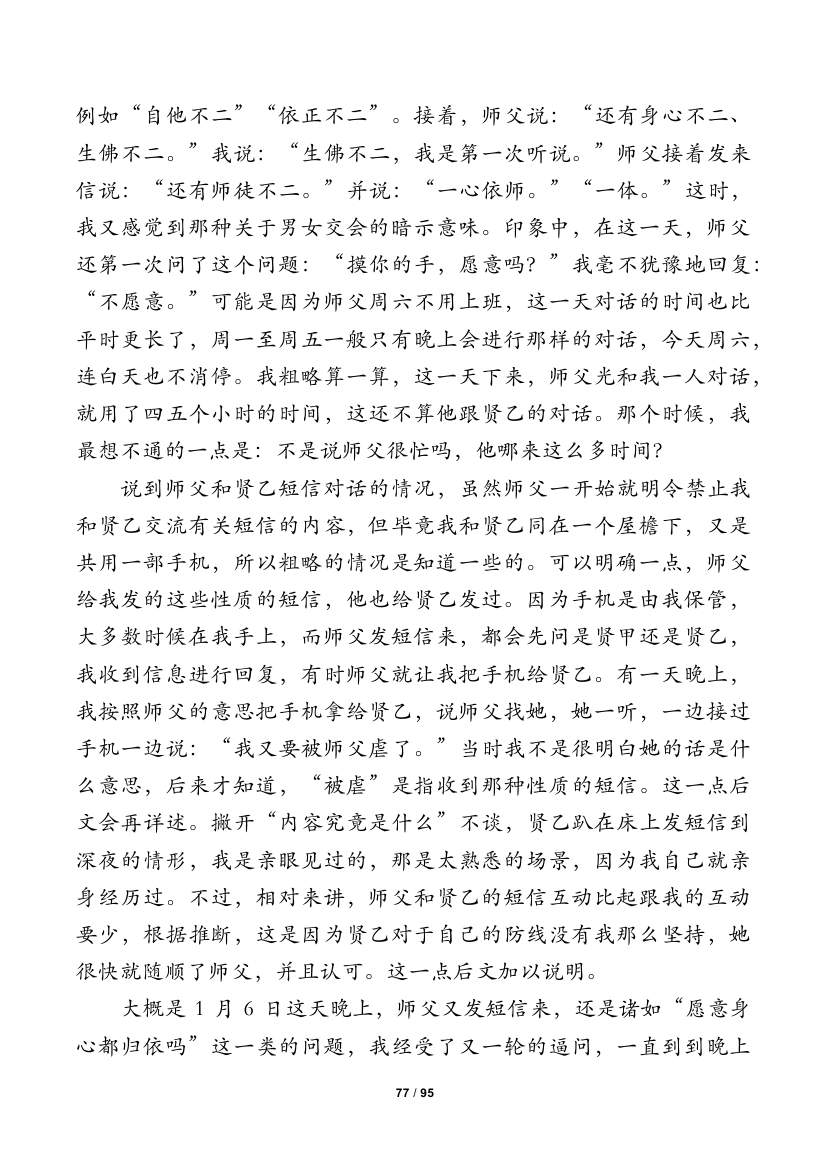 例如“自他不二”“依正不二”。接着，师父说：“还有身心不二、
生佛不二。”我说：“生佛不二，我是第一次听说。”师父接着发来
信说：“还有师徒不二。”并说：“一心依师。”“一体。”这时，
我又感觉到那种关于男女交会的暗示意味。印象中，在这一天，师父
还第一次问了这个问题：“摸你的手，愿意吗？”我毫不犹豫地回复：
“不愿意。”可能是因为师父周六不用上班，这一天对话的时间也比
平时更长了，周一至周五一般只有晚上会进行那样的对话，今天周六，
连白天也不消停。我粗略算一算，这一天下来，师父光和我一人对话，
就用了四五个小时的时间，这还不算他跟贤乙的对话。那个时候，我
最想不通的一点是：不是说师父很忙吗，他哪来这么多时间？
说到师父和贤乙短信对话的情况，虽然师父一开始就明令禁止我
和贤乙交流有关短信的内容，但毕竟我和贤乙同在一个屋檐下，又是
共用一部手机，所以粗略的情况是知道一些的。可以明确一点，师父
给我发的这些性质的短信，他也给贤乙发过。因为手机是由我保管，
大多数时候在我手上，而师父发短信来，都会先问是贤甲还是贤乙，
我收到信息进行回复，有时师父就让我把手机给贤乙。有一天晚上，
我按照师父的意思把手机拿给贤乙，说师父找她，她一听，一边接过
手机一边说：“我又要被师父虐了。”当时我不是很明白她的话是什
么意思，后来才知道，“被虐”是指收到那种性质的短信。这一点后
文会再详述。撇开“内容究竟是什么”不谈，贤乙趴在床上发短信到
深夜的情形，我是亲眼见过的，那是太熟悉的场景，因为我自己就亲
身经历过。不过，相对来讲，师父和贤乙的短信互动比起跟我的互动
要少，根据推断，这是因为贤乙对于自己的防线没有我那么坚持，她
很快就随顺了师父，并且认可。这一点后文加以说明。
大概是 1 月 6 日这天晚上，师父又发短信来，还是诸如“愿意身
心都归依吗”这一类的问题，我经受了又一轮的逼问，一直到到晚上
77 / 95